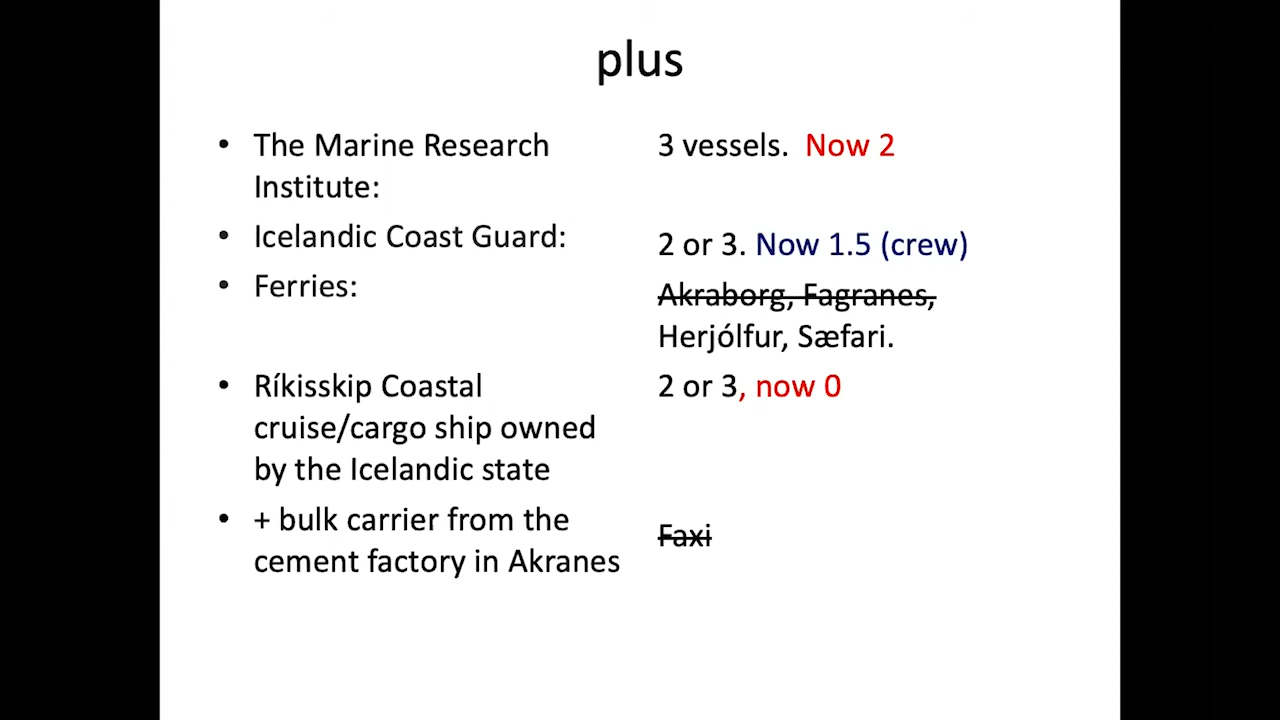 plus
• The Marine Research
Institute:
3 vessels. Now 2
• Icelandic Coast Guard:
2 or 3. Now 1.5 (crew)
• Ferries:
Akraborg, Fagranes,
Herjólfur, Sæfari.
• Ríkisskip Coastal
cruise/cargo ship owned
by the Icelandic state
2 or 3, now 0
• + bulk carrier from the
cement factory in Akranes
Faxi